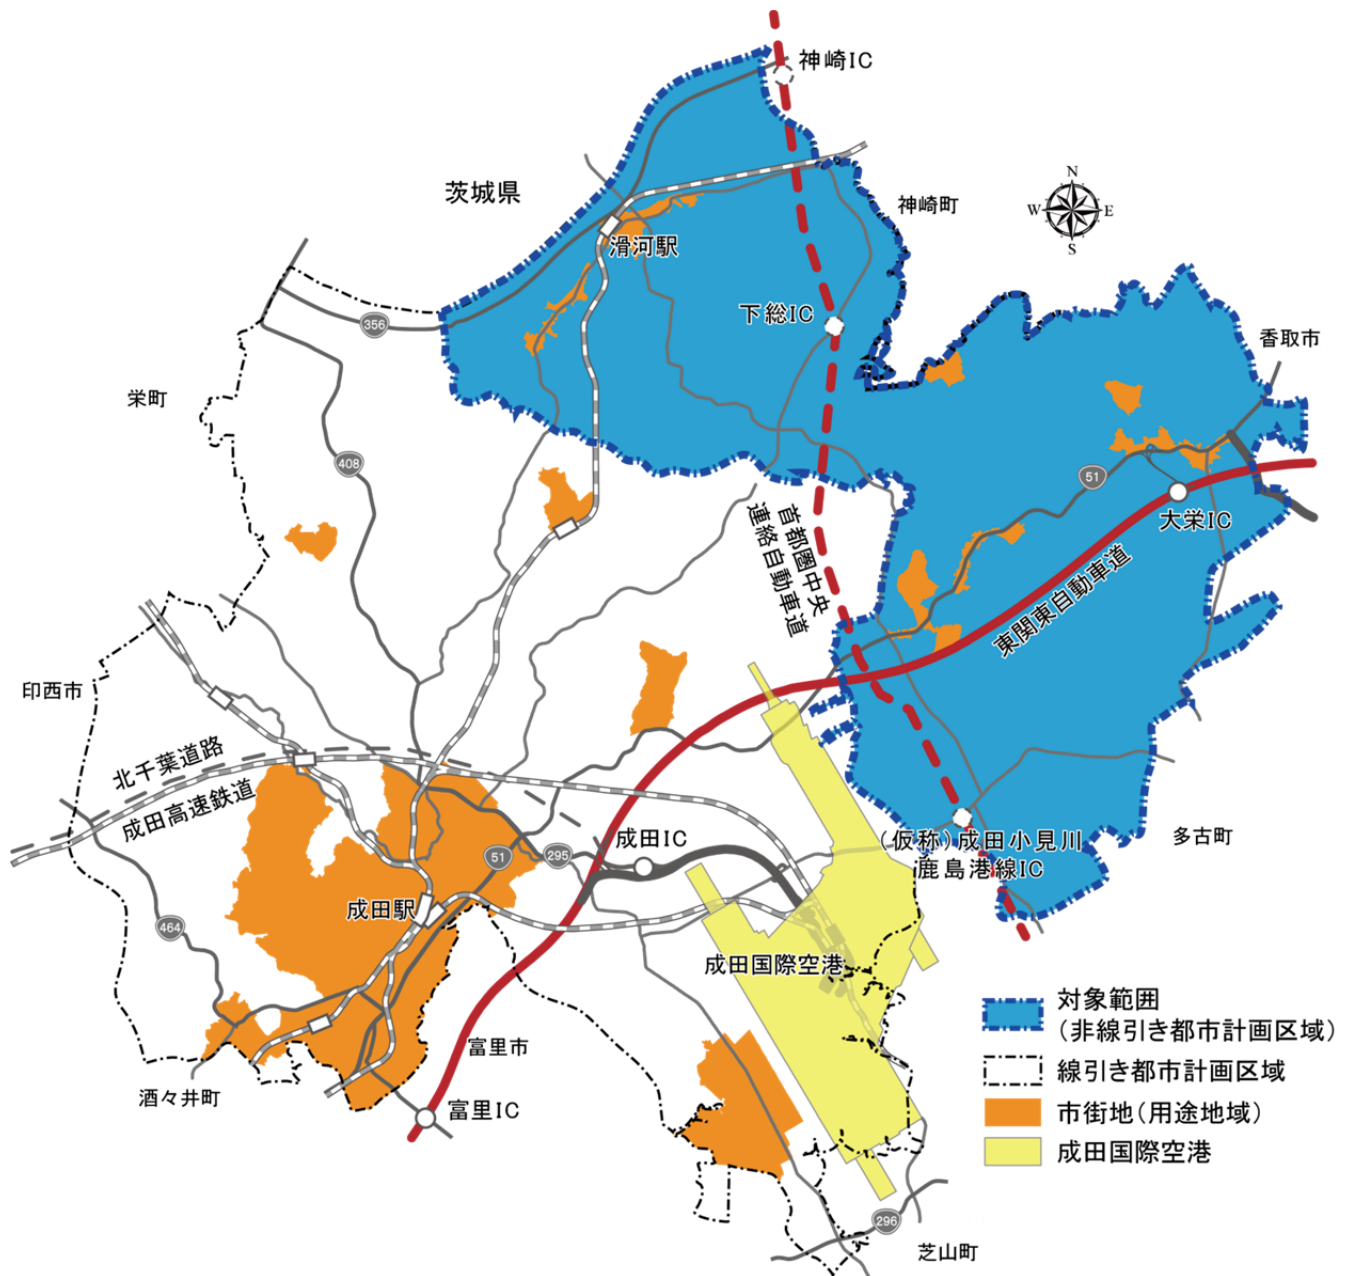 神崎IC
茨城県
N
W
E
S
神崎町
滑河駅
下総IC
356
香取市
栄町
408
51
大栄IC
首都圏中央
連絡自動車道
東関東自動車道
印西市
北千葉道路
成田高速鉄道
成田IC
51
295
(仮称)成田小見川
鹿島港線IC
多古町
成田駅
464
成田国際空港
対象範囲
(非線引き都市計画区域)
富里市
線引き都市計画区域
酒々井町
富里IC
市街地(用途地域)
成田国際空港
296
芝山町